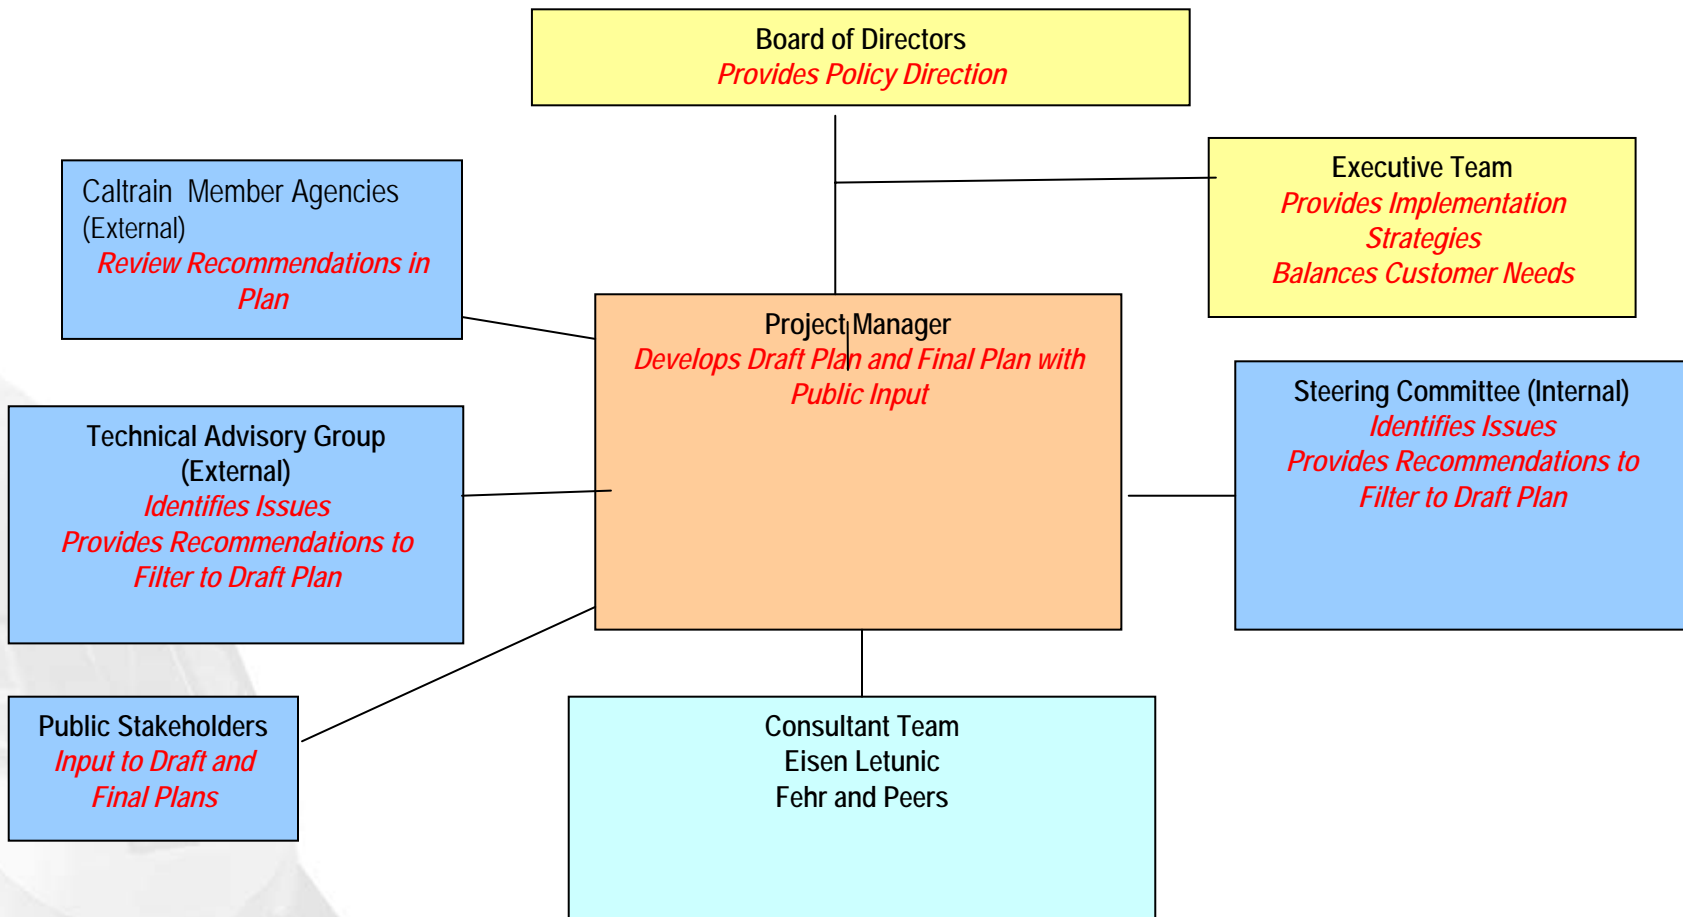 Board of Directors
Provides Policy Direction
Executive Team
Provides Implementation
Strategies
Balances Customer Needs
Caltrain Member Agencies
(External)
Review Recommendations in
Plan
Project Manager
Develops Draft Plan and Final Plan with
Public Input
Steering Committee (Internal)
Identifies Issues
Provides Recommendations to
Filter to Draft Plan
Technical Advisory Group
(External)
Identifies Issues
Provides Recommendations to
Filter to Draft Plan
Public Stakeholders
Input to Draft and
Final Plans
Consultant Team
Eisen Letunic
Fehr and Peers